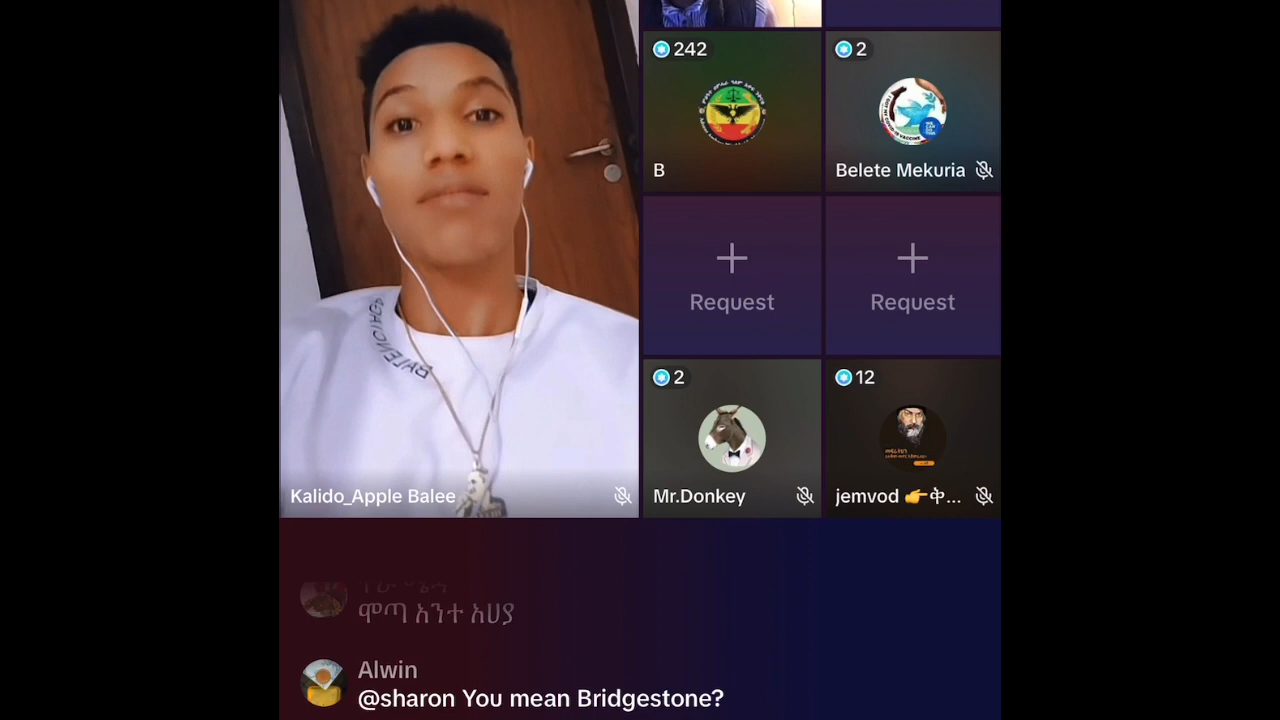 242
2
B
Belete Mekuria
Request
Request
BALENCIAGA
2
12
Kalido_Apple Balee
Mr.Donkey
jemvod 👉ቅ...
ሞጣ አንተ አህያ
Alwin
@sharon You mean Bridgestone?